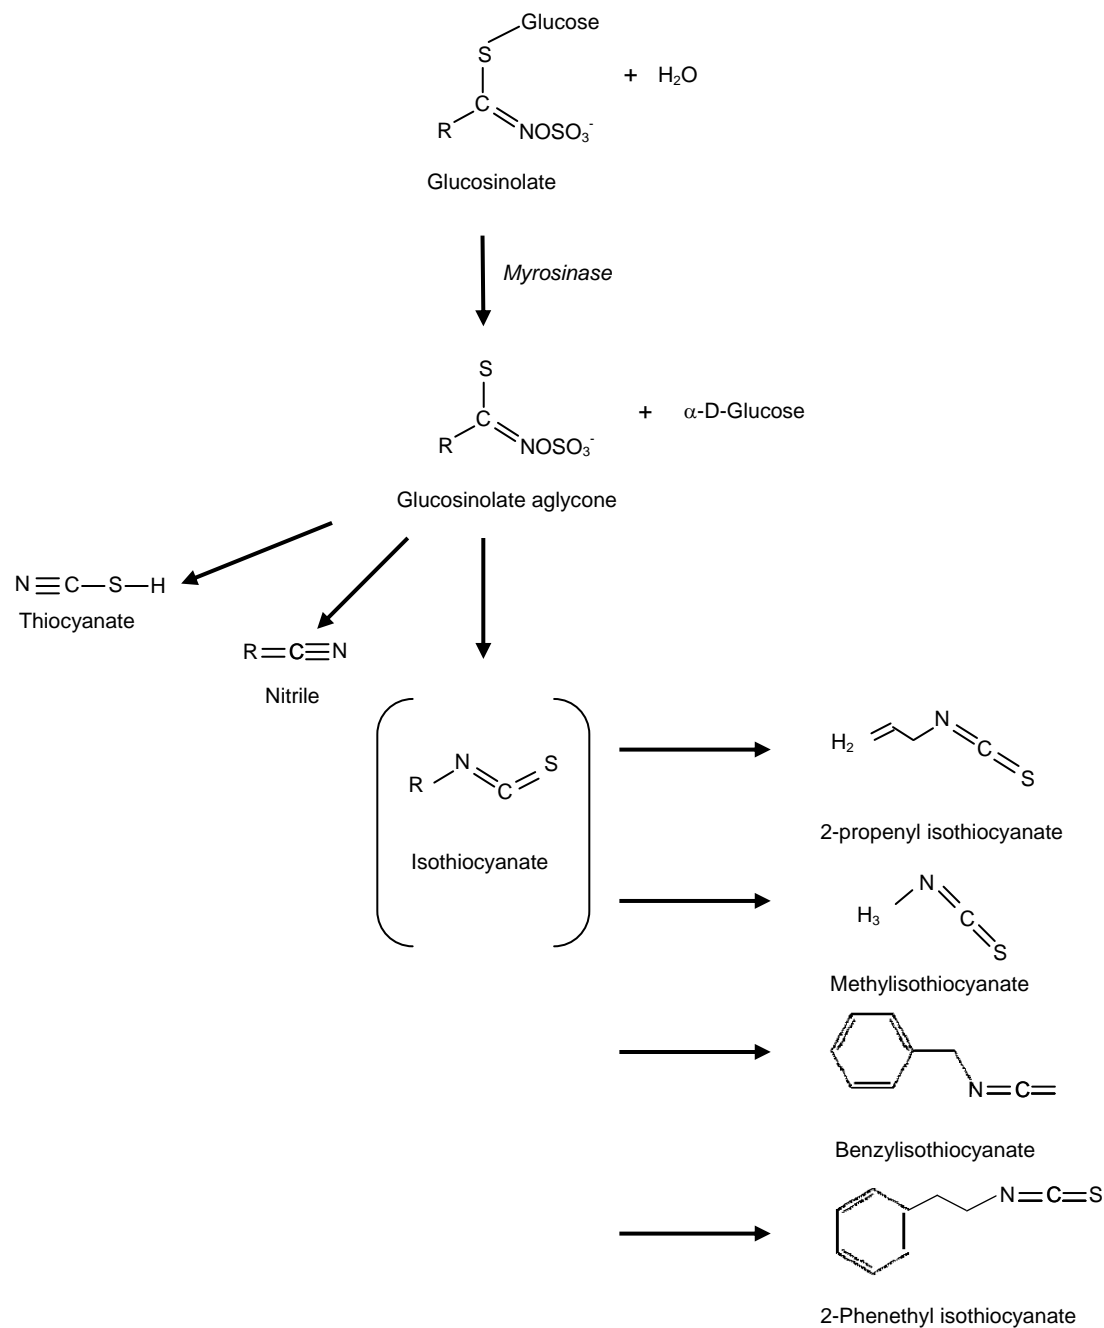 Glucose
S
+ H2O
C
R NOSO3-
Glucosinolate
Myrosinase
S
C + α-D-Glucose
R NOSO3-
Glucosinolate aglycone
N≡C—S—H
Thiocyanate
R=C≡N
Nitrile
R N C S
Isothiocyanate
H2 N C S
2-propenyl isothiocyanate
H3 N C S
Methylisothiocyanate
N=C=
Benzylisothiocyanate
N=C=S
2-Phenethyl isothiocyanate